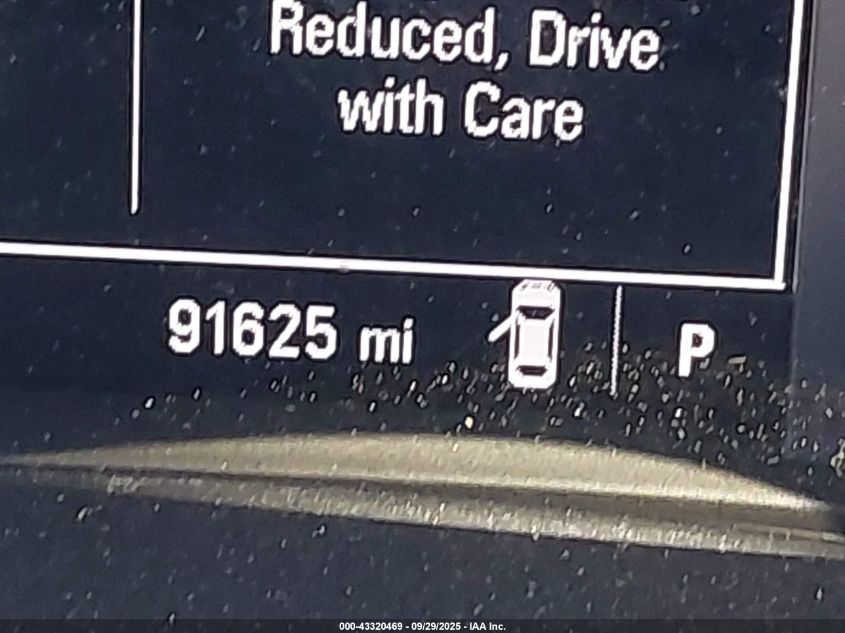 Reduced, Drive
with Care
91625 mi
P
000-43320469 - 09/29/2025 - IAA Inc.